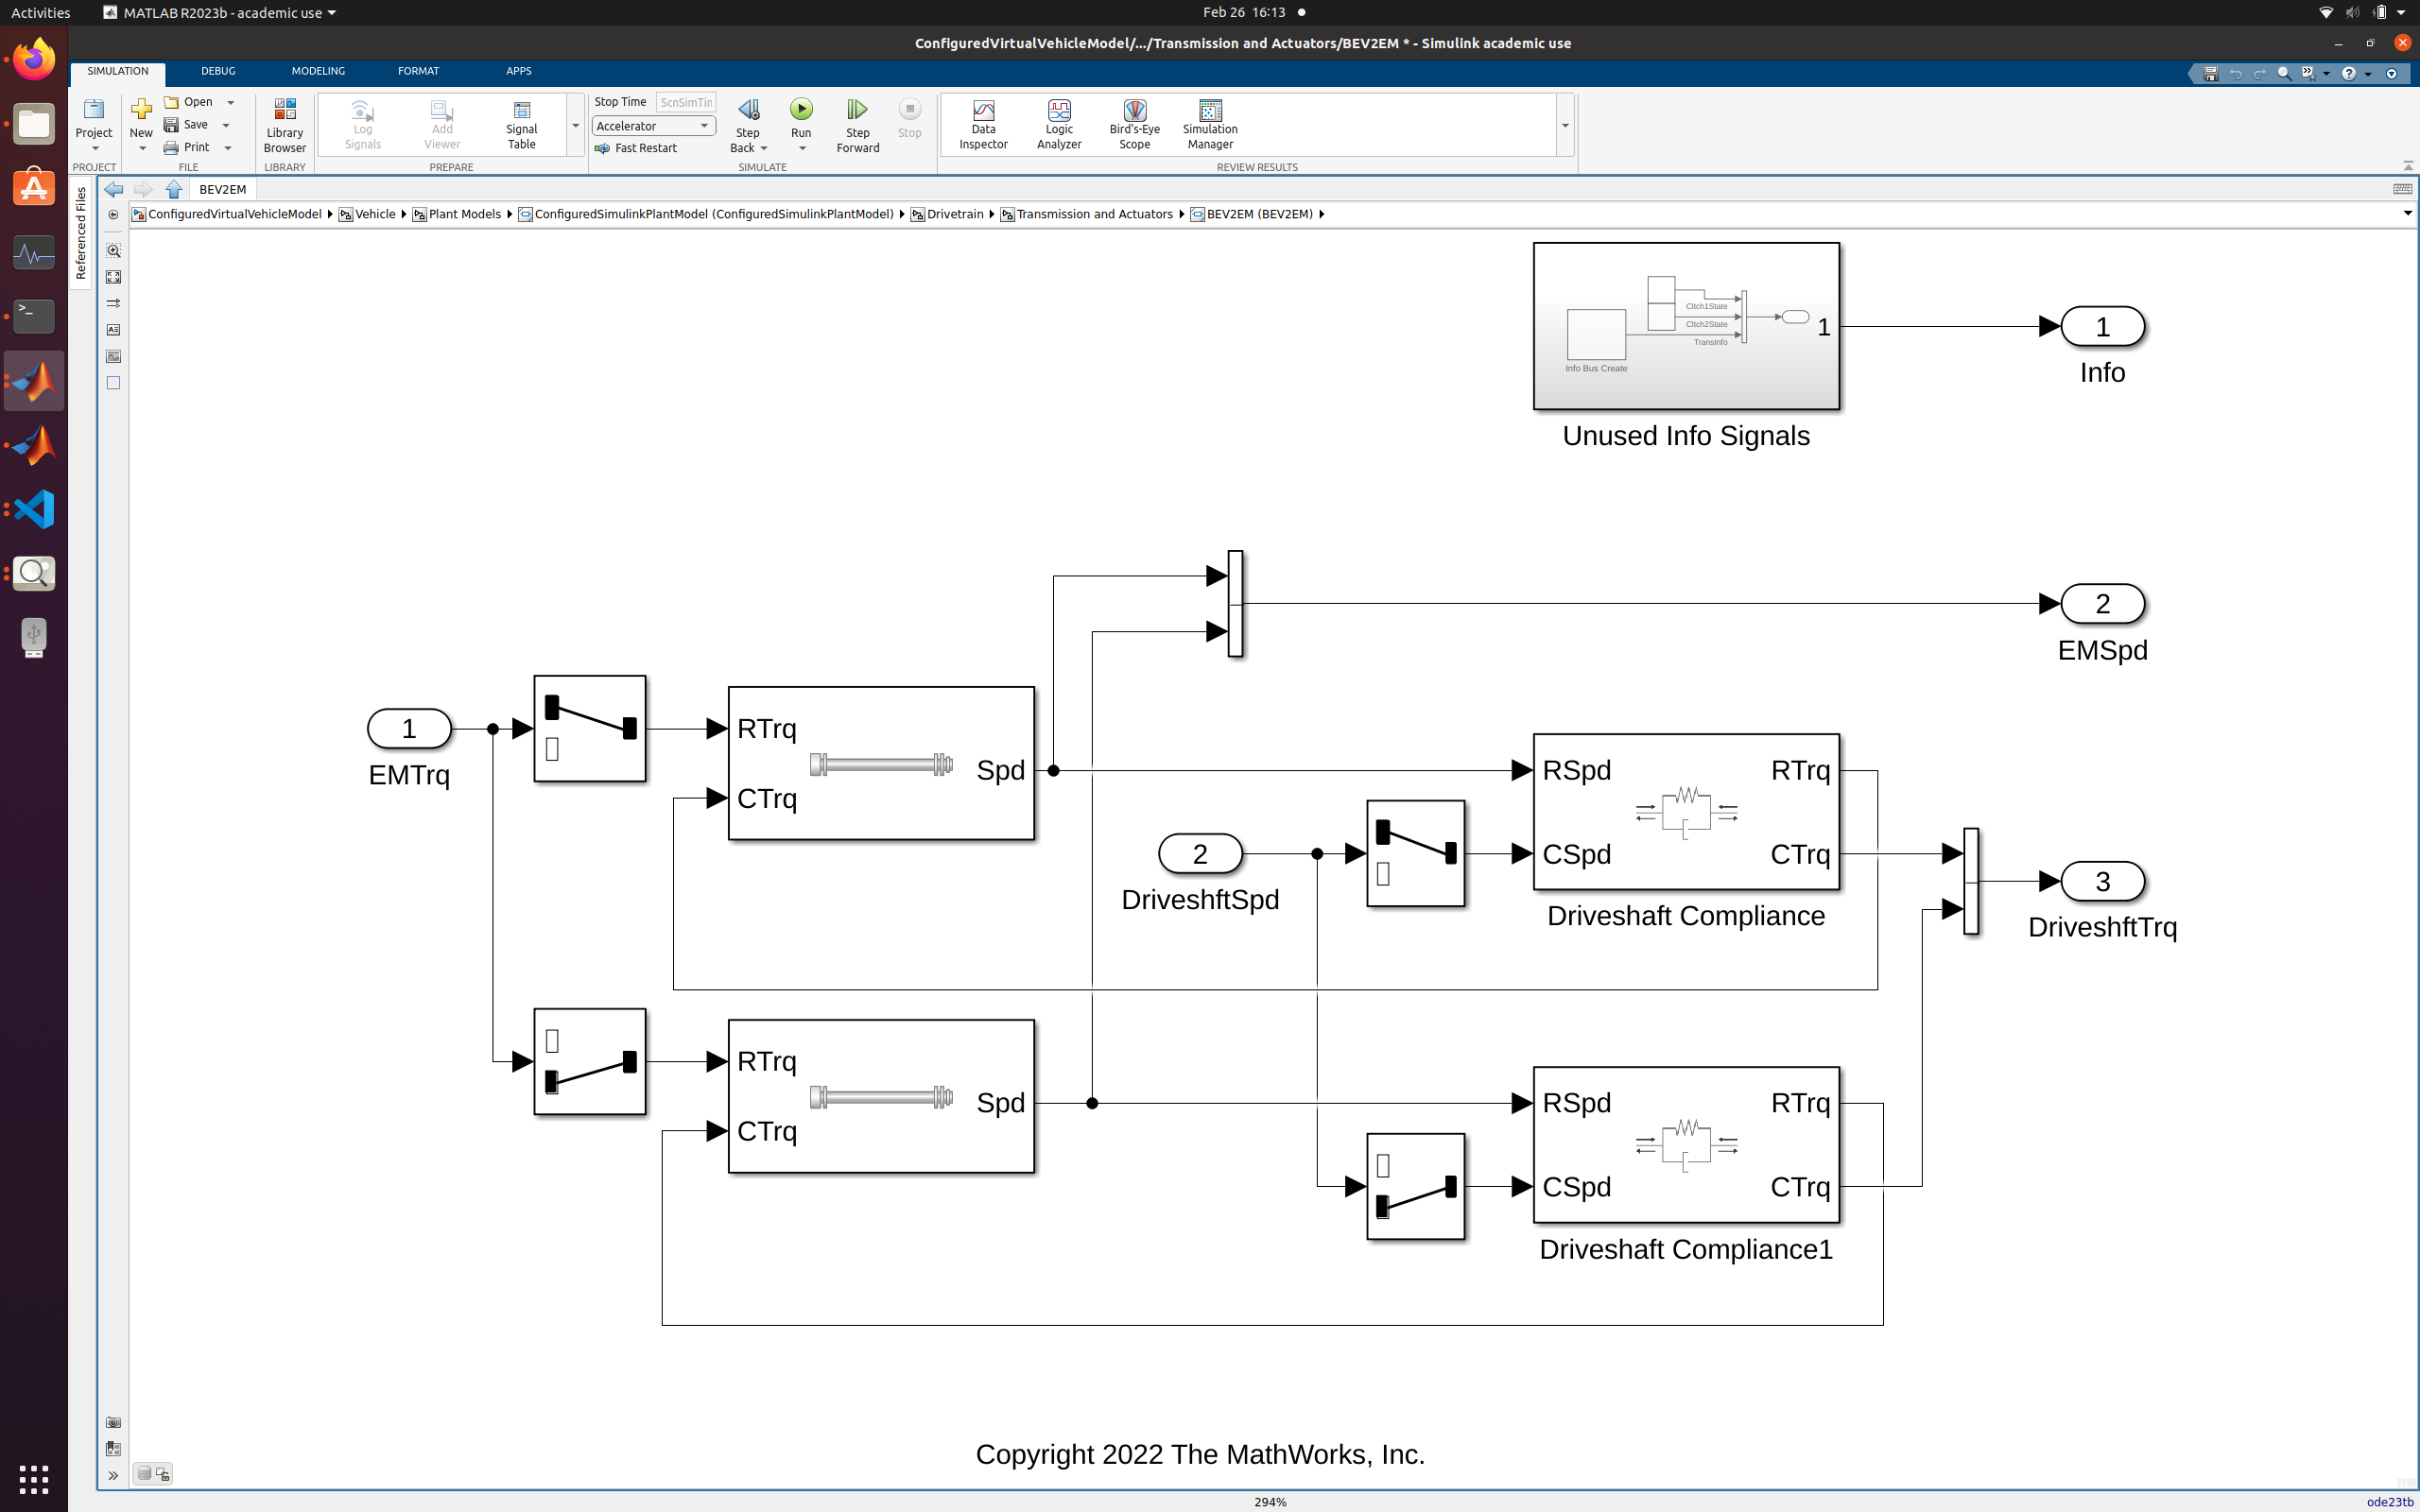 Activities
MATLAB R2023b - academic use
Feb 26 16:13
ConfiguredVirtualVehicleModel/.../Transmission and Actuators/BEV2EM * - Simulink academic use
SIMULATION DEBUG MODELING FORMAT APPS
Project
New
Open
Save
Print
Library
Browser
Log
Signals
Add
Viewer
Signal
Table
Stop Time ScnSimTin
Accelerator
Fast Restart
Step
Back
Run
Step
Forward
Stop
Data
Inspector
Logic
Analyzer
Bird's-Eye
Scope
Simulation
Manager
PROJECT FILE LIBRARY PREPARE SIMULATE REVIEW RESULTS
Referenced Files
BEV2EM
ConfiguredVirtualVehicleModel Vehicle Plant Models ConfiguredSimulinkPlantModel (ConfiguredSimulinkPlantModel) Drivetrain Transmission and Actuators BEV2EM (BEV2EM)
Cltch1State
Cltch2State
TransInfo
Info Bus Create
1
Unused Info Signals
1
Info
2
EMSpd
1
EMTrq
RTrq
CTrq
Spd
2
DriveshftSpd
RSpd
CSpd
RTrq
CTrq
Driveshaft Compliance
3
DriveshftTrq
RTrq
CTrq
Spd
RSpd
CSpd
RTrq
CTrq
Driveshaft Compliance1
Copyright 2022 The MathWorks, Inc.
294%
ode23tb